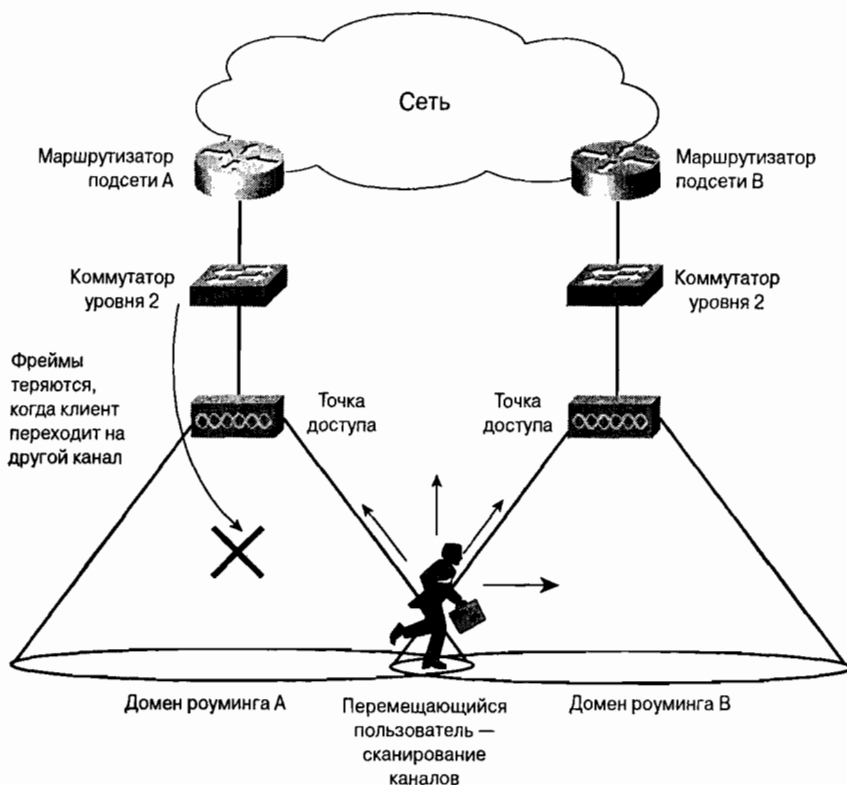 Сеть
Маршрутизатор
подсети А
Маршрутизатор
подсети В
Коммутатор
уровня 2
Коммутатор
уровня 2
Фреймы
теряются,
когда клиент
переходит на
другой канал
Точка
доступа
Точка
доступа
Домен роуминга А
Перемещающийся
пользователь —
сканирование
каналов
Домен роуминга В